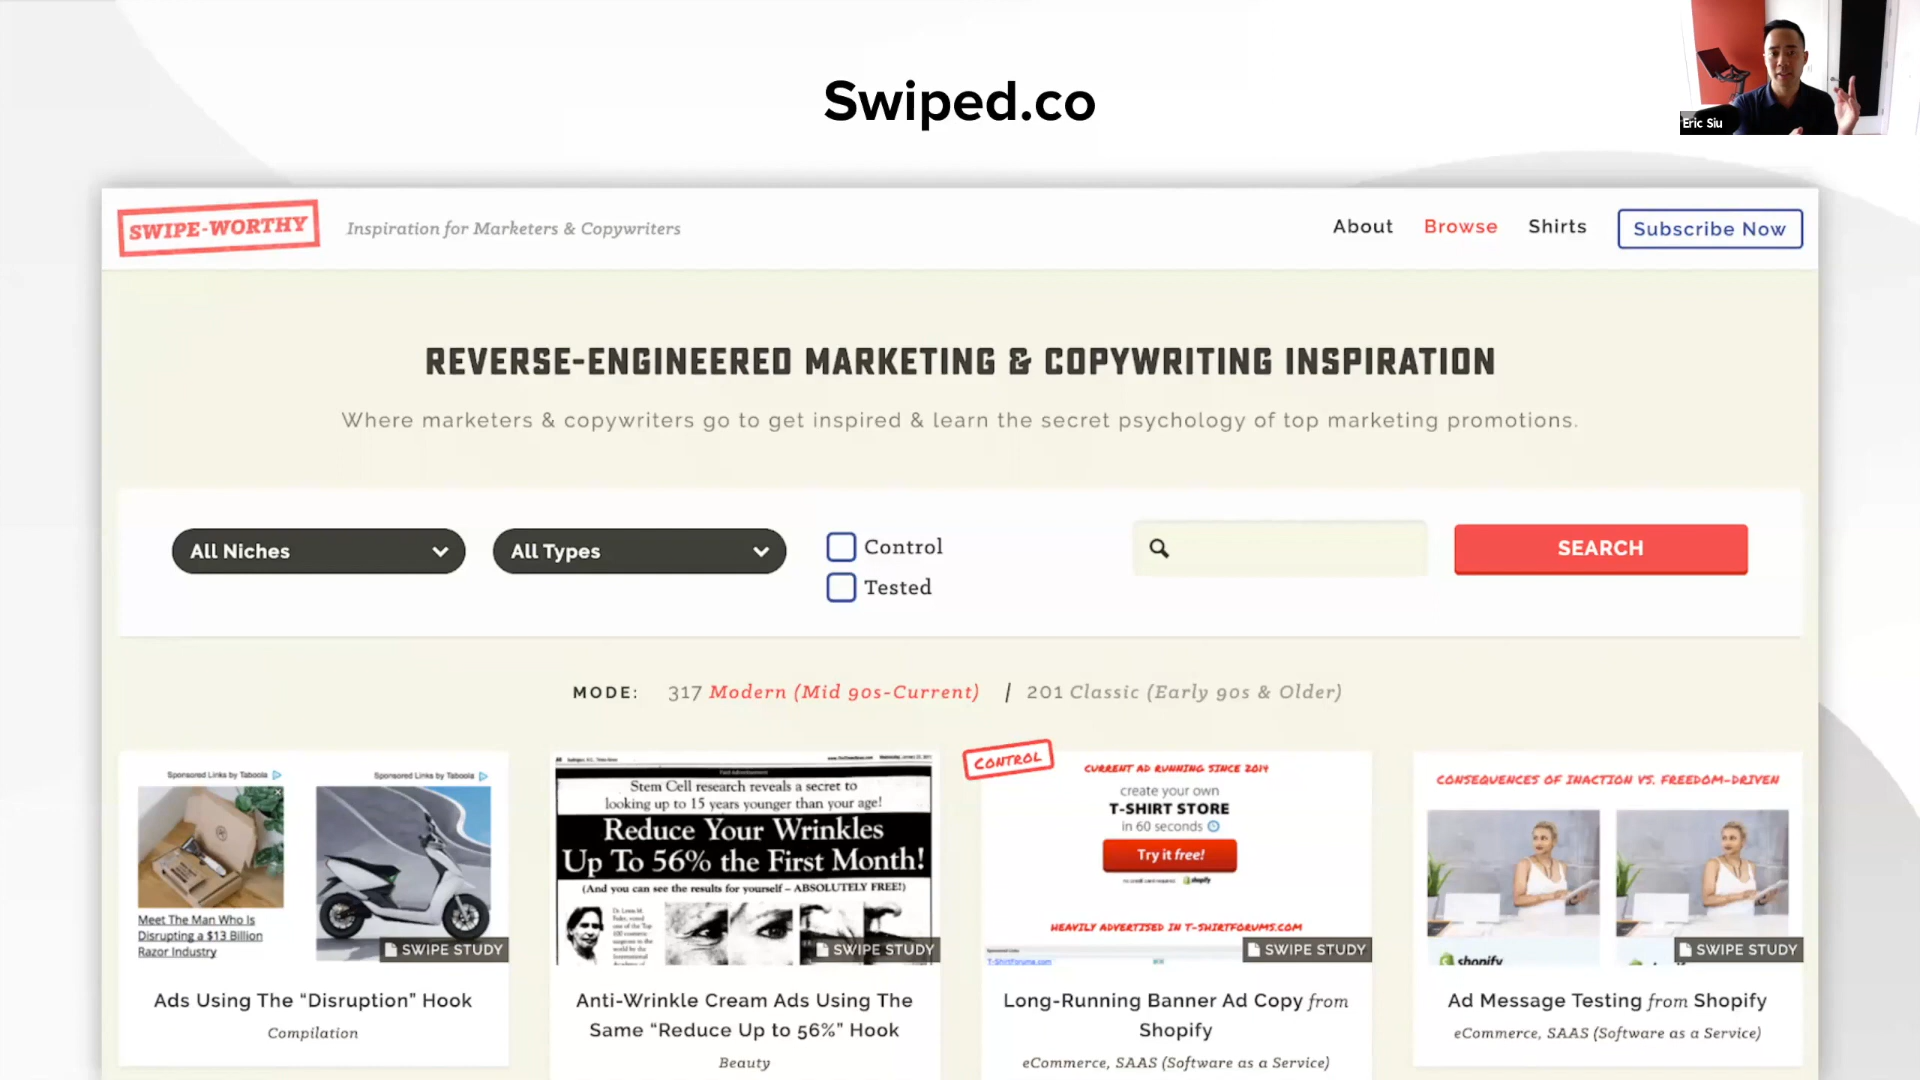 Swiped.co
Eric Siu
SWIPE-WORTHY
Inspiration for Marketers & Copywriters
About
Browse
Shirts
Subscribe Now
REVERSE-ENGINEERED MARKETING & COPYWRITING INSPIRATION
Where marketers & copywriters go to get inspired & learn the secret psychology of top marketing promotions.
All Niches
All Types
Control
Tested
SEARCH
MODE: 317 Modern (Mid 90s-Current) / 201 Classic (Early 90s & Older)
Sponsored Links by Taboola
Sponsored Links by Taboola
Meet The Man Who Is
Disrupting a $13 Billion
Razor Industry
SWIPE STUDY
Ads Using The “Disruption” Hook
Compilation
Stem Cell research reveals a secret to
looking up to 15 years younger than your age!
Reduce Your Wrinkles
Up To 56% the First Month!
(And you can see the results for yourself – ABSOLUTELY FREE!)
SWIPE STUDY
Anti-Wrinkle Cream Ads Using The
Same “Reduce Up to 56%” Hook
Beauty
CONTROL
CURRENT AD RUNNING SINCE 2014
create your own
T-SHIRT STORE
in 60 seconds
Try it free!
shopify
HEAVILY ADVERTISED IN T-SHIRTFORUMS.COM
T-ShirtForums.com
SWIPE STUDY
Long-Running Banner Ad Copy from
Shopify
eCommerce, SAAS (Software as a Service)
CONSEQUENCES OF INACTION VS. FREEDOM-DRIVEN
shopify
SWIPE STUDY
Ad Message Testing from Shopify
eCommerce, SAAS (Software as a Service)